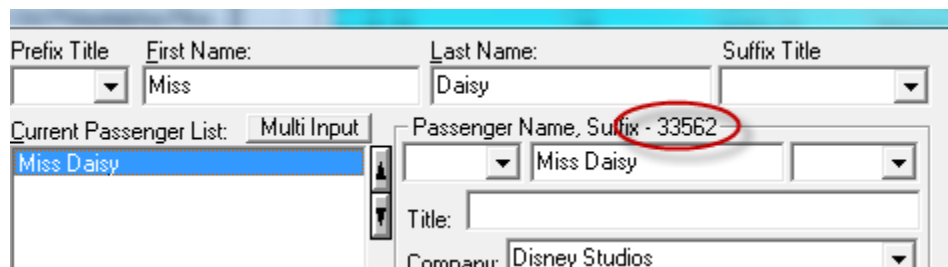 Prefix Title First Name: Last Name: Suffix Title
Miss Daisy
Current Passenger List: Multi Input Passenger Name, Suffix - 33562
Miss Daisy Miss Daisy
Title:
Company: Disney Studios